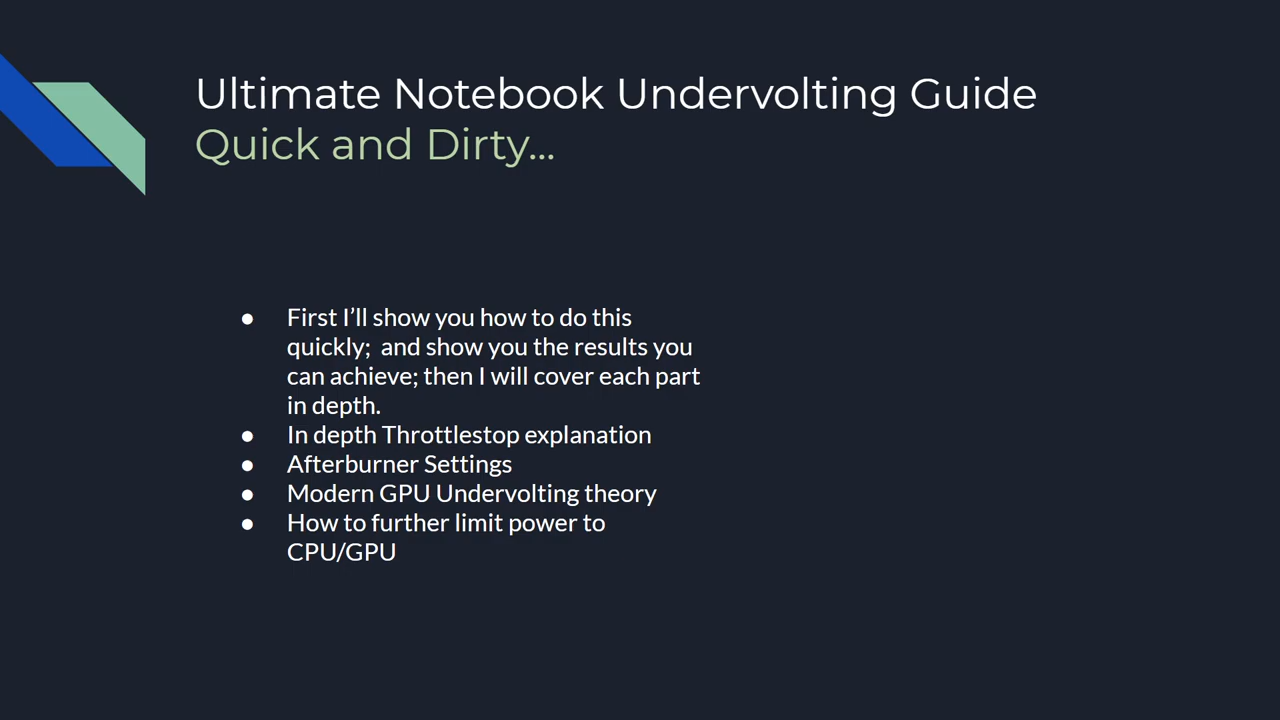 Ultimate Notebook Undervolting Guide
Quick and Dirty...
● First I’ll show you how to do this
quickly;  and show you the results you
can achieve; then I will cover each part
in depth.
● In depth Throttlestop explanation
● Afterburner Settings
● Modern GPU Undervolting theory
● How to further limit power to
CPU/GPU